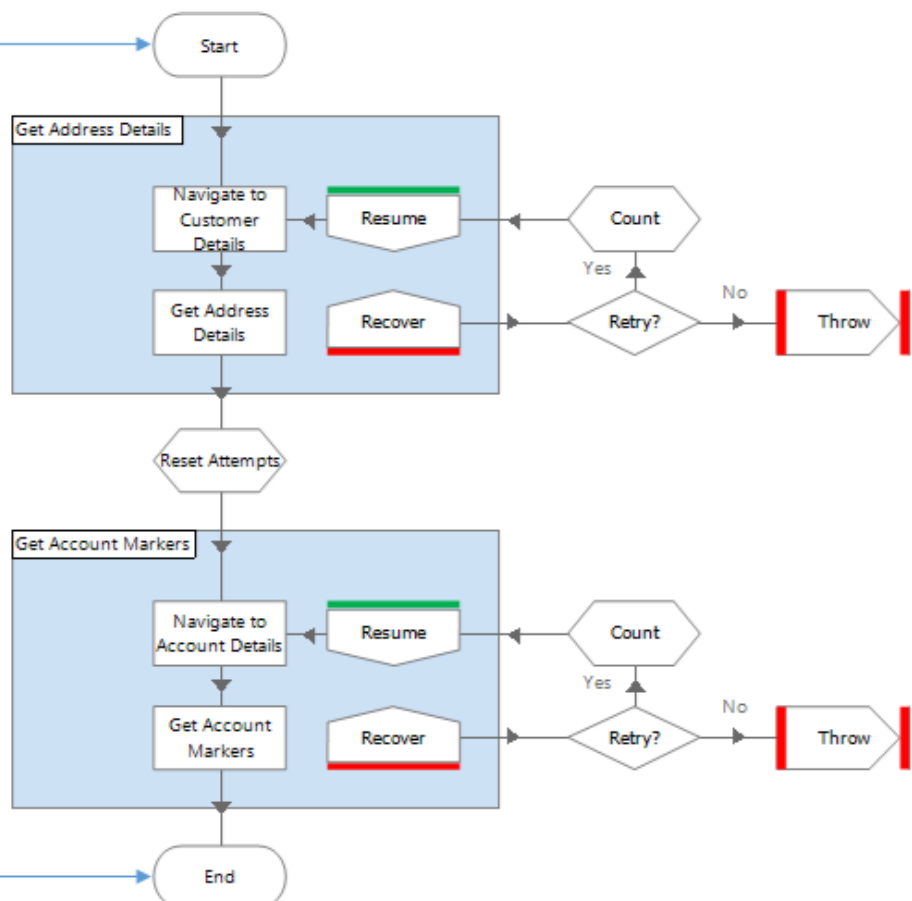 Start
Get Address Details
Navigate to
Customer
Details
Resume
Count
Yes
No
Get Address
Details
Recover
Retry?
Throw
Reset Attempts
Get Account Markers
Navigate to
Account Details
Resume
Count
Yes
No
Get Account
Markers
Recover
Retry?
Throw
End